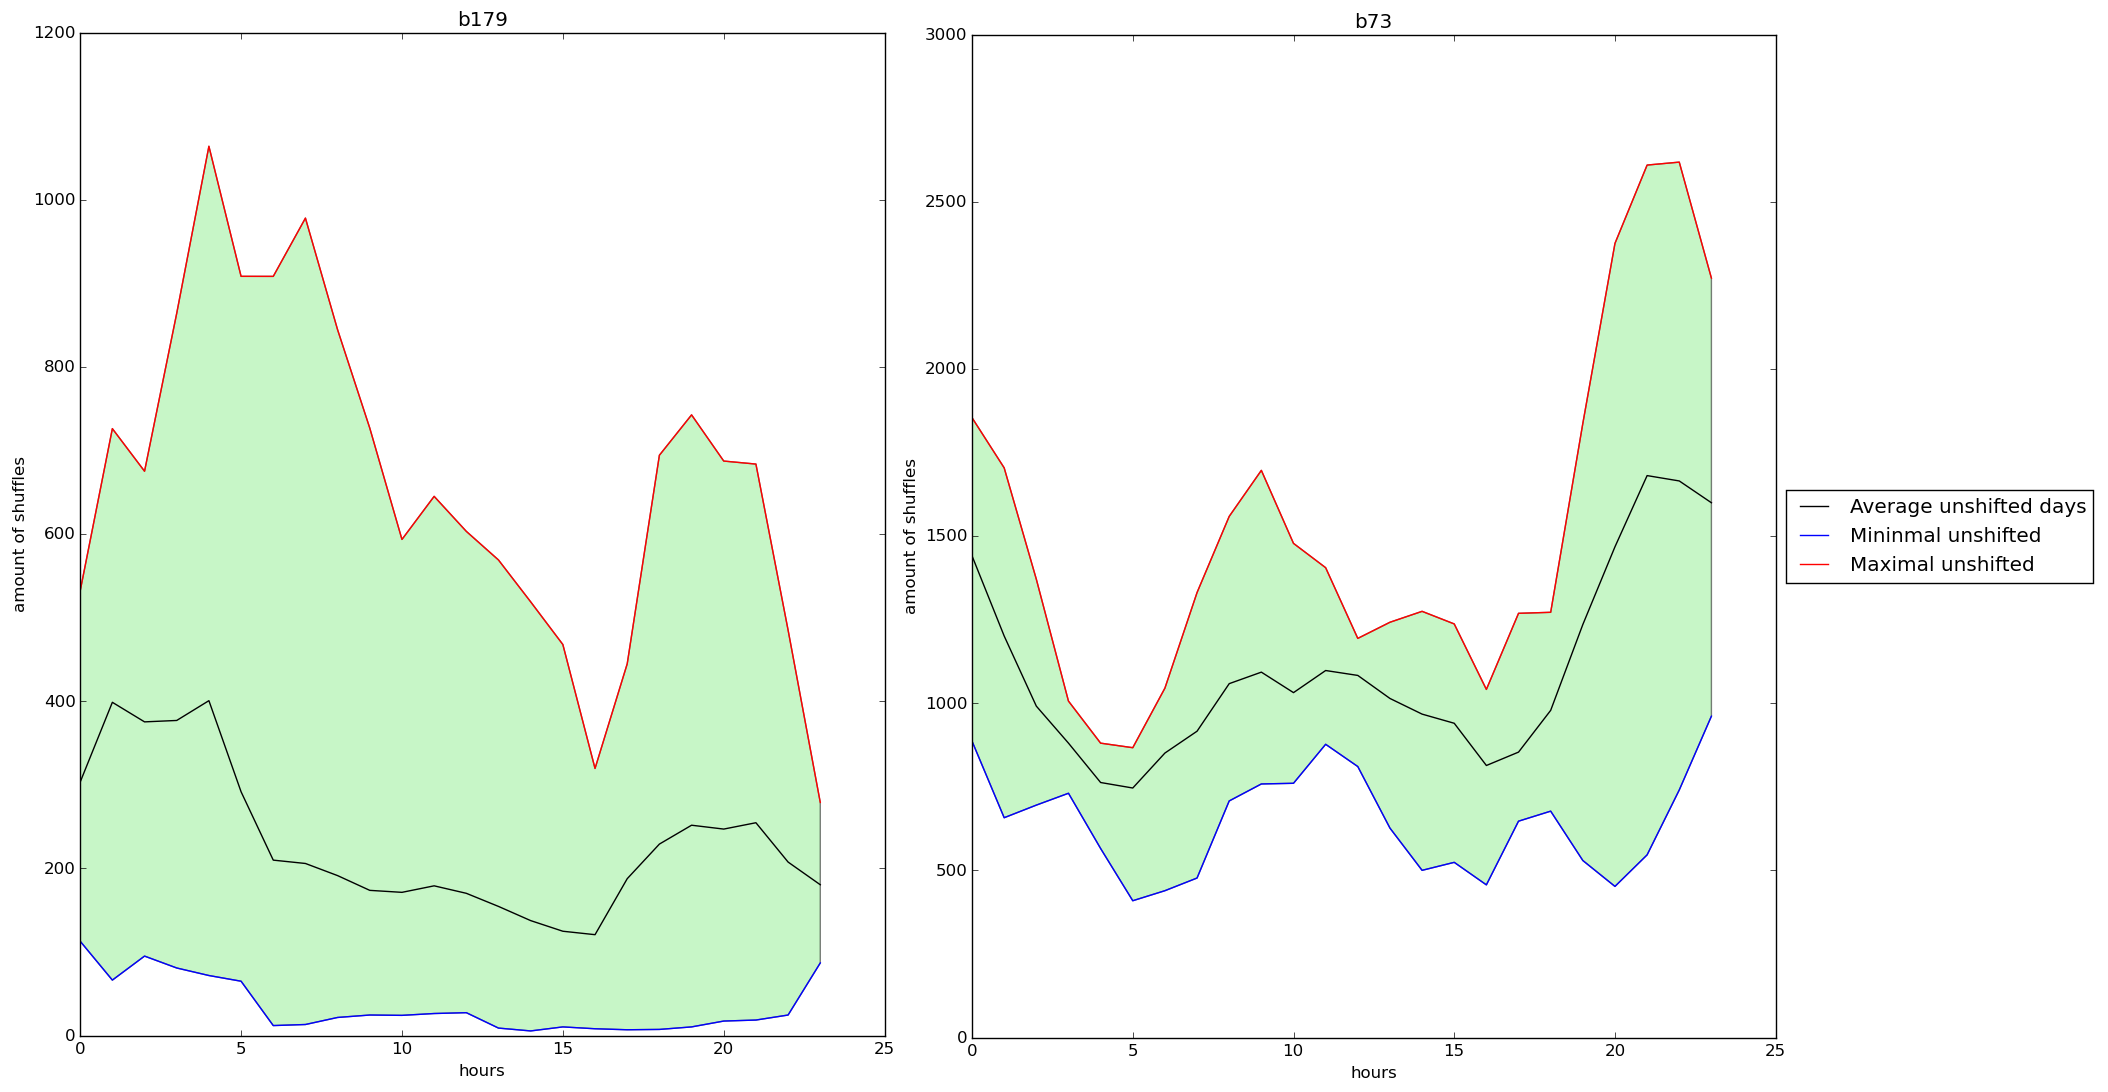 b179
1200
1000
800
600
400
200
0
amount of shuffles
0 5 10 15 20 25
hours
b73
3000
2500
2000
1500
1000
500
0
amount of shuffles
0 5 10 15 20 25
hours
Average unshifted days
Mininmal unshifted
Maximal unshifted